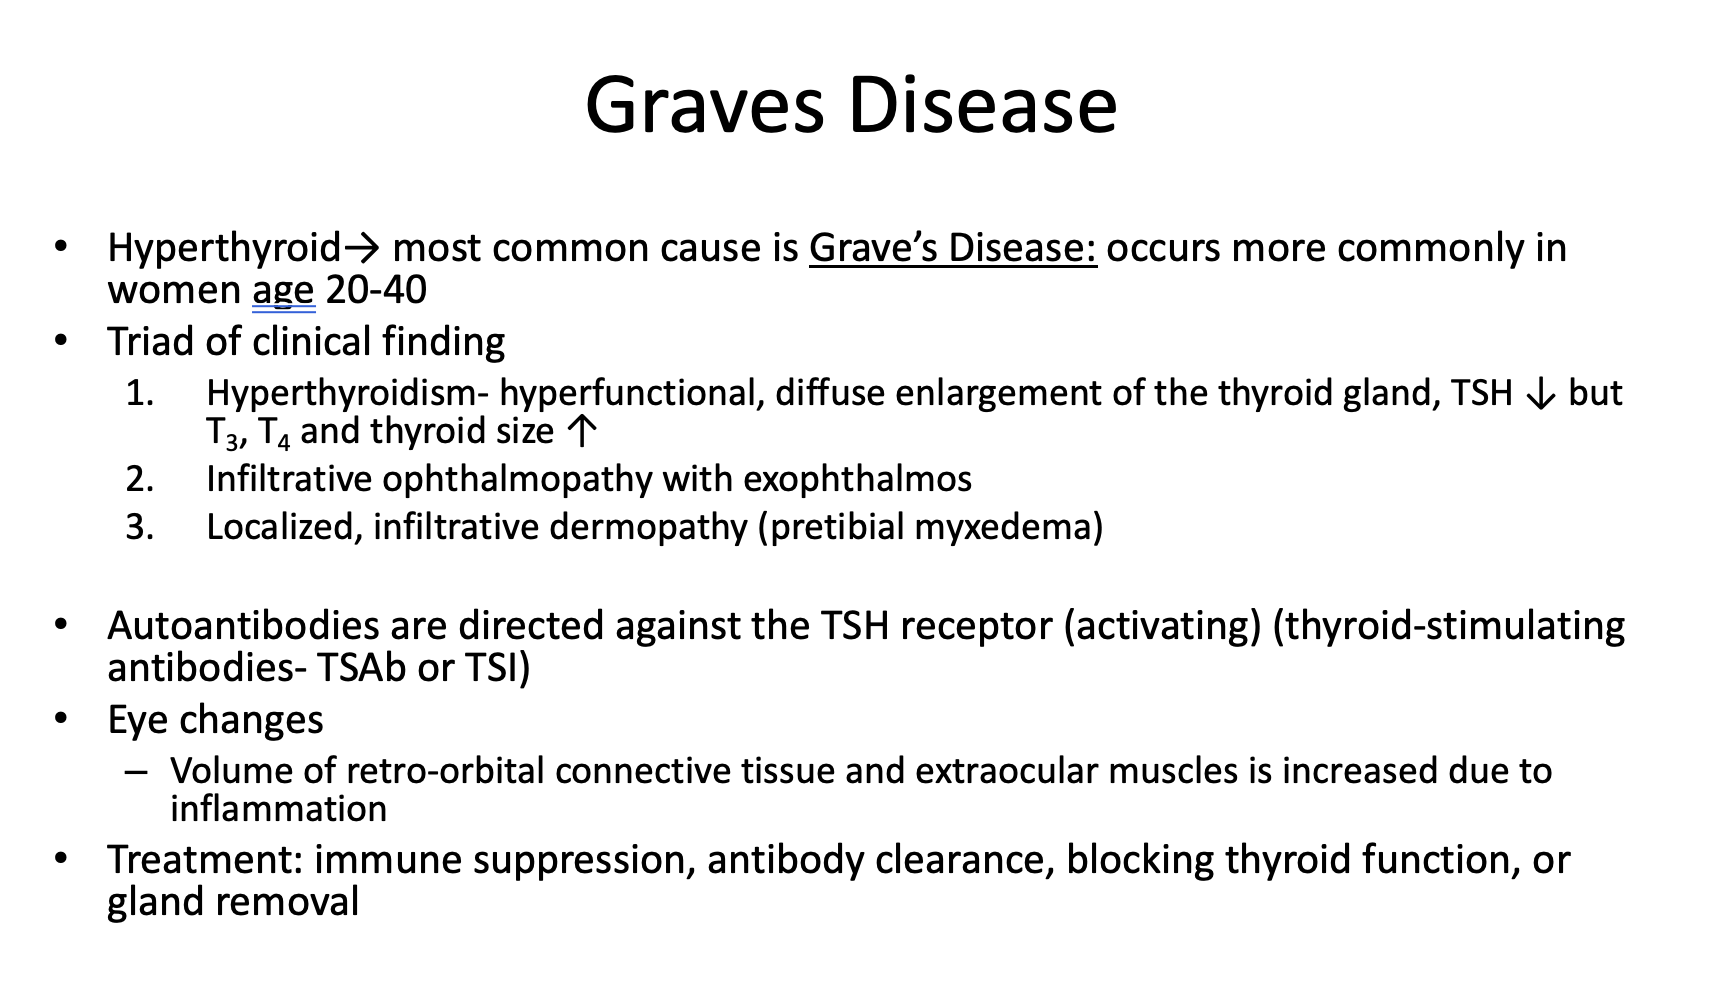 Graves Disease
• Hyperthyroid→ most common cause is Grave’s Disease: occurs more commonly in
women age 20-40
• Triad of clinical finding
1. Hyperthyroidism- hyperfunctional, diffuse enlargement of the thyroid gland, TSH ↓ but
T₃, T₄ and thyroid size ↑
2. Infiltrative ophthalmopathy with exophthalmos
3. Localized, infiltrative dermopathy (pretibial myxedema)
• Autoantibodies are directed against the TSH receptor (activating) (thyroid-stimulating
antibodies- TSAb or TSI)
• Eye changes
– Volume of retro-orbital connective tissue and extraocular muscles is increased due to
inflammation
• Treatment: immune suppression, antibody clearance, blocking thyroid function, or
gland removal